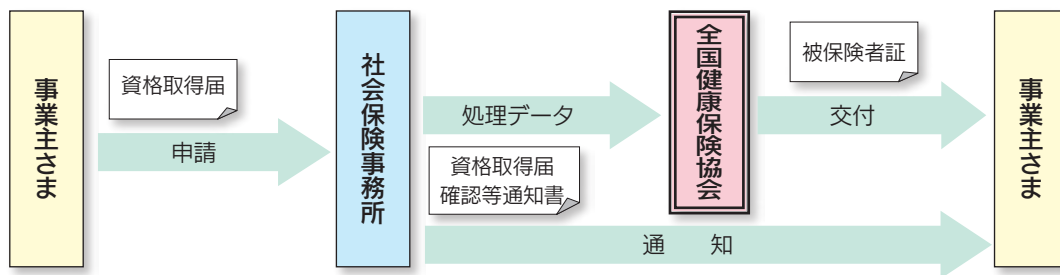 事業主さま
資格取得届
申請
社会保険事務所
処理データ
資格取得届
確認等通知書
全国健康保険協会
被保険者証
交付
通　知
事業主さま